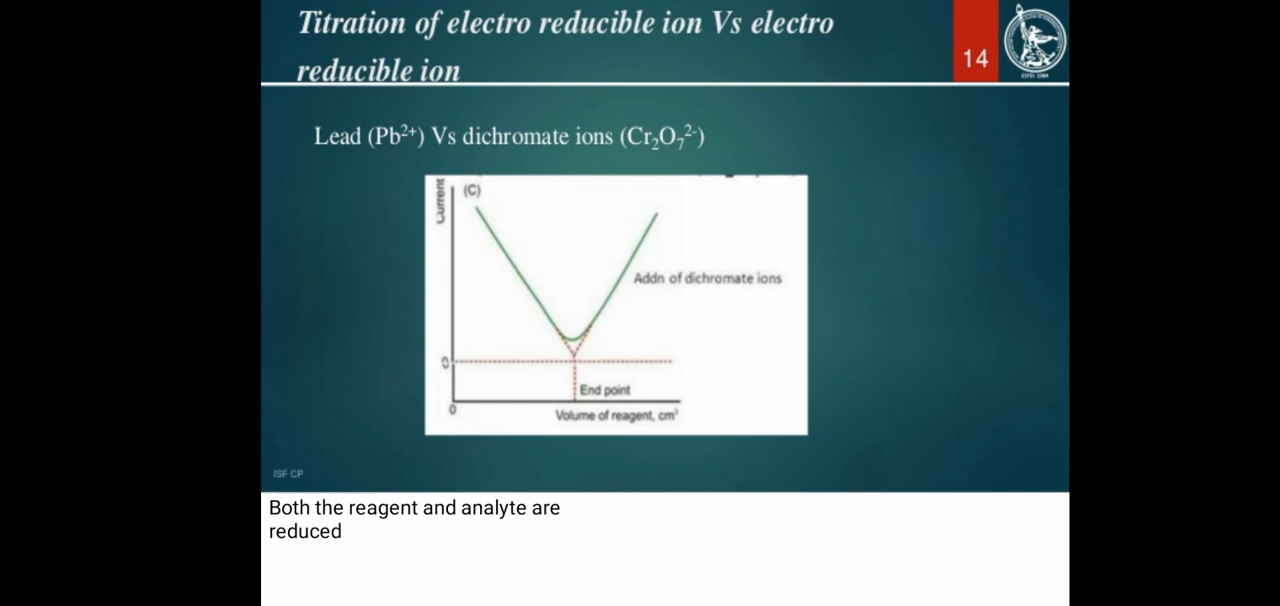 Titration of electro reducible ion Vs electro
reducible ion
14
ESTD. 1984
Lead (Pb²⁺) Vs dichromate ions (Cr₂O₇²⁻)
Current
(C)
Addn of dichromate ions
0
End point
0
Volume of reagent, cm³
ISF CP
Both the reagent and analyte are
reduced